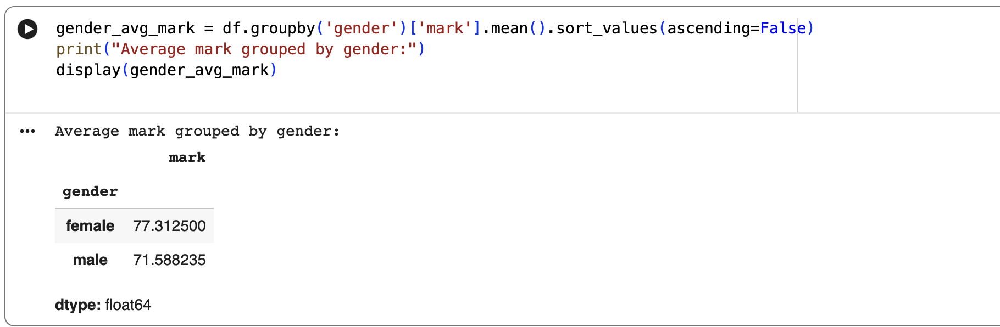 gender_avg_mark = df.groupby('gender')['mark'].mean().sort_values(ascending=False)
print("Average mark grouped by gender:")
display(gender_avg_mark)
Average mark grouped by gender:
mark
gender
female 77.312500
male 71.588235
dtype: float64